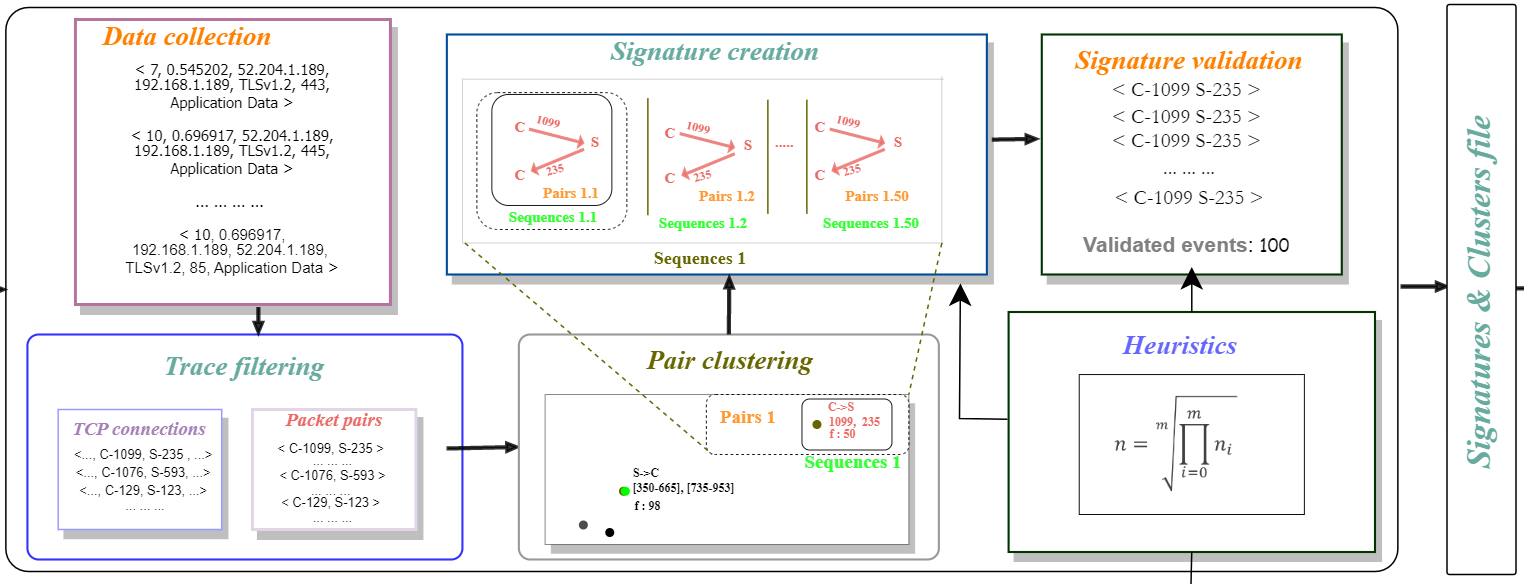 Data collection
< 7, 0.545202, 52.204.1.189,
192.168.1.189, TLSv1.2, 443,
Application Data >
< 10, 0.696917, 52.204.1.189,
192.168.1.189, TLSv1.2, 445,
Application Data >
... ... ... ...
< 10, 0.696917,
192.168.1.189, 52.204.1.189,
TLSv1.2, 85, Application Data >
Trace filtering
TCP connections
<..., C-1099, S-235 , ...>
<..., C-1076, S-593, ...>
<..., C-129, S-123, ...>
... ... ...
Packet pairs
< C-1099, S-235 >
... ... ...
< C-1076, S-593 >
... ... ...
< C-129, S-123 >
... ... ...
Signature creation
C 1099 S
C 235
Pairs 1.1
Sequences 1.1
C 1099 S
C 235
Pairs 1.2
Sequences 1.2
.....
C 1099 S
C 235
Pairs 1.50
Sequences 1.50
Sequences 1
Pair clustering
Pairs 1
C->S
1099, 235
f : 50
Sequences 1
S->C
[350-665], [735-953]
f : 98
Signature validation
< C-1099 S-235 >
< C-1099 S-235 >
< C-1099 S-235 >
... ... ...
< C-1099 S-235 >
Validated events: 100
Heuristics
n = m√∏ m i=0 ni
Signatures & Clusters file